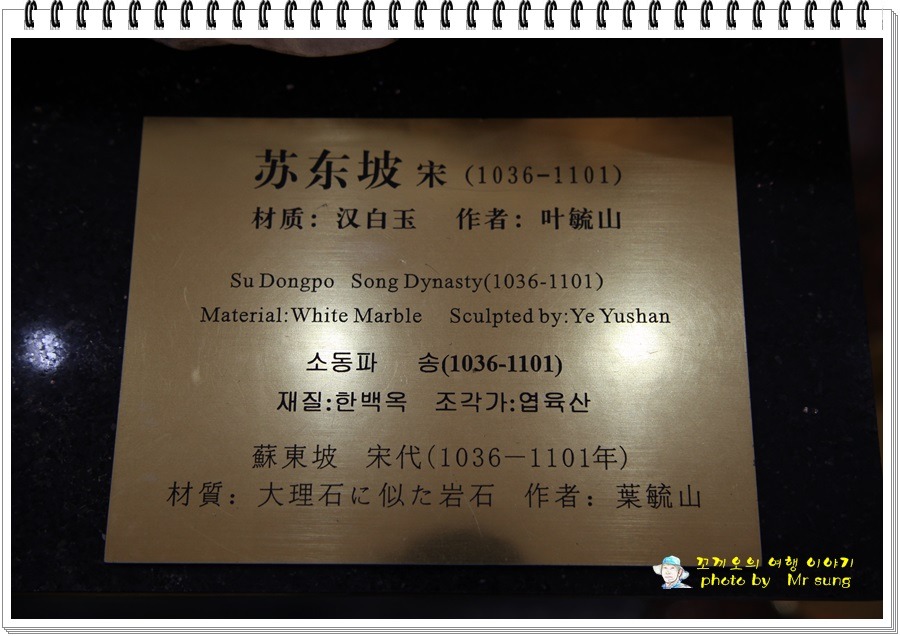 苏东坡 宋 (1036-1101)
材质：汉白玉 作者：叶毓山
Su Dongpo Song Dynasty(1036-1101)
Material:White Marble Sculpted by:Ye Yushan
소동파 송(1036-1101)
재질:한백옥 조각가:엽육산
蘇東坡 宋代(1036－1101年)
材質：大理石に似た岩石 作者：葉毓山
꼬끼오의 여행 이야기
photo by Mr sung